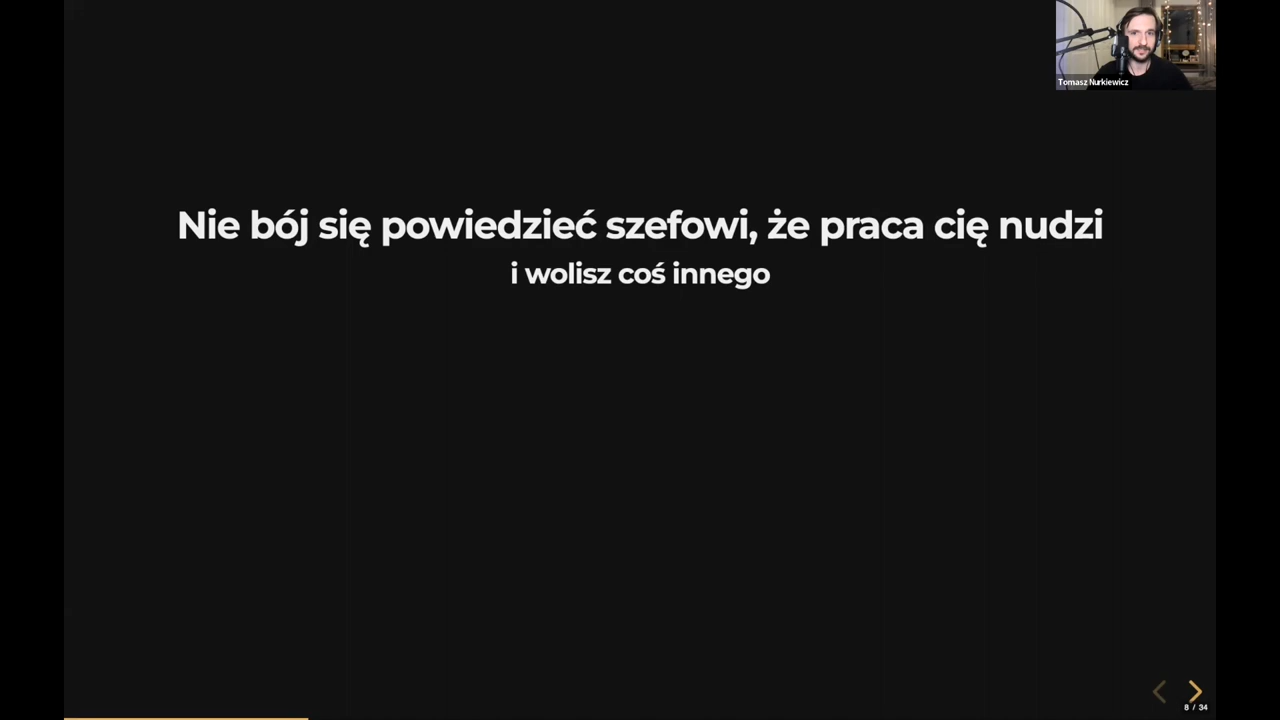 Tomasz Nurkiewicz
Nie bój się powiedzieć szefowi, że praca cię nudzi
i wolisz coś innego
8 / 34